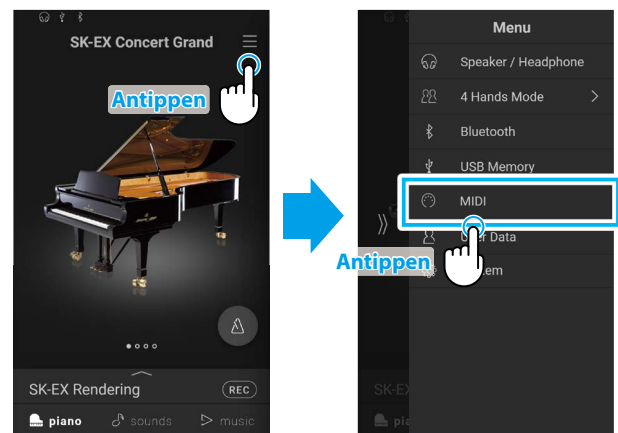 SK-EX Concert Grand
Antippen
SK-EX Rendering
REC
piano
sounds
music
Menu
Speaker / Headphone
4 Hands Mode
Bluetooth
USB Memory
MIDI
Antippen
SK-EX